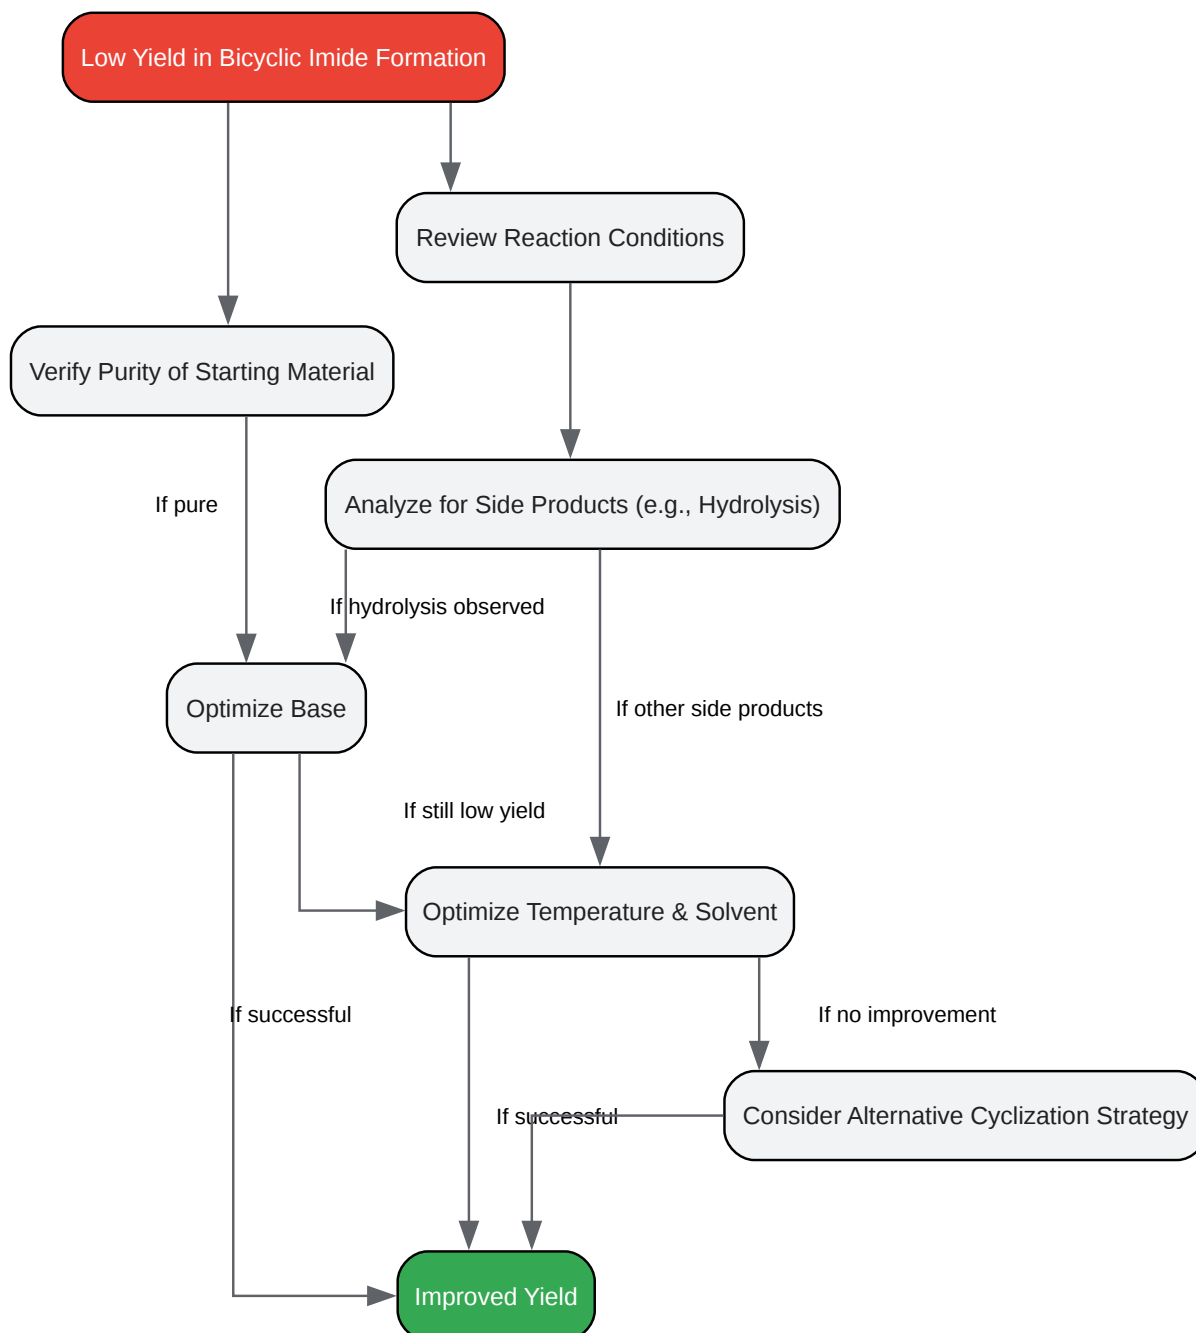 Low Yield in Bicyclic Imide Formation
Review Reaction Conditions
Verify Purity of Starting Material
If pure
Analyze for Side Products (e.g., Hydrolysis)
If hydrolysis observed
Optimize Base
If other side products
If still low yield
Optimize Temperature & Solvent
If successful
If no improvement
If successful
Consider Alternative Cyclization Strategy
Improved Yield